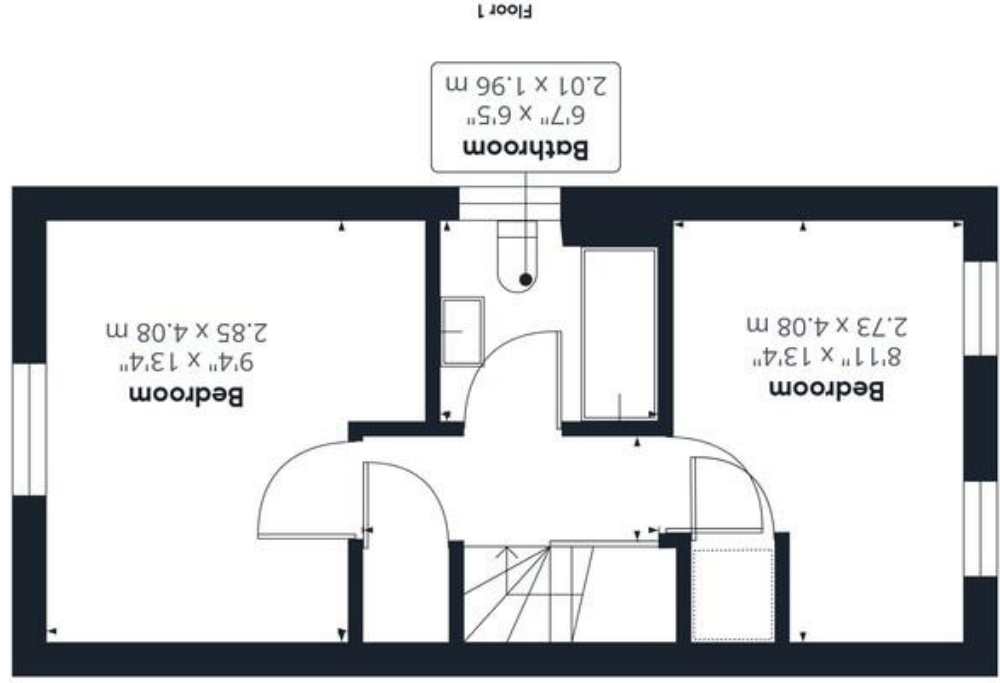 Bedroom
8'11" x 13'4"
2.73 x 4.08 m
Bedroom
9'4" x 13'4"
2.85 x 4.08 m
Bathroom
6'7" x 6'5"
2.01 x 1.96 m
Floor 1